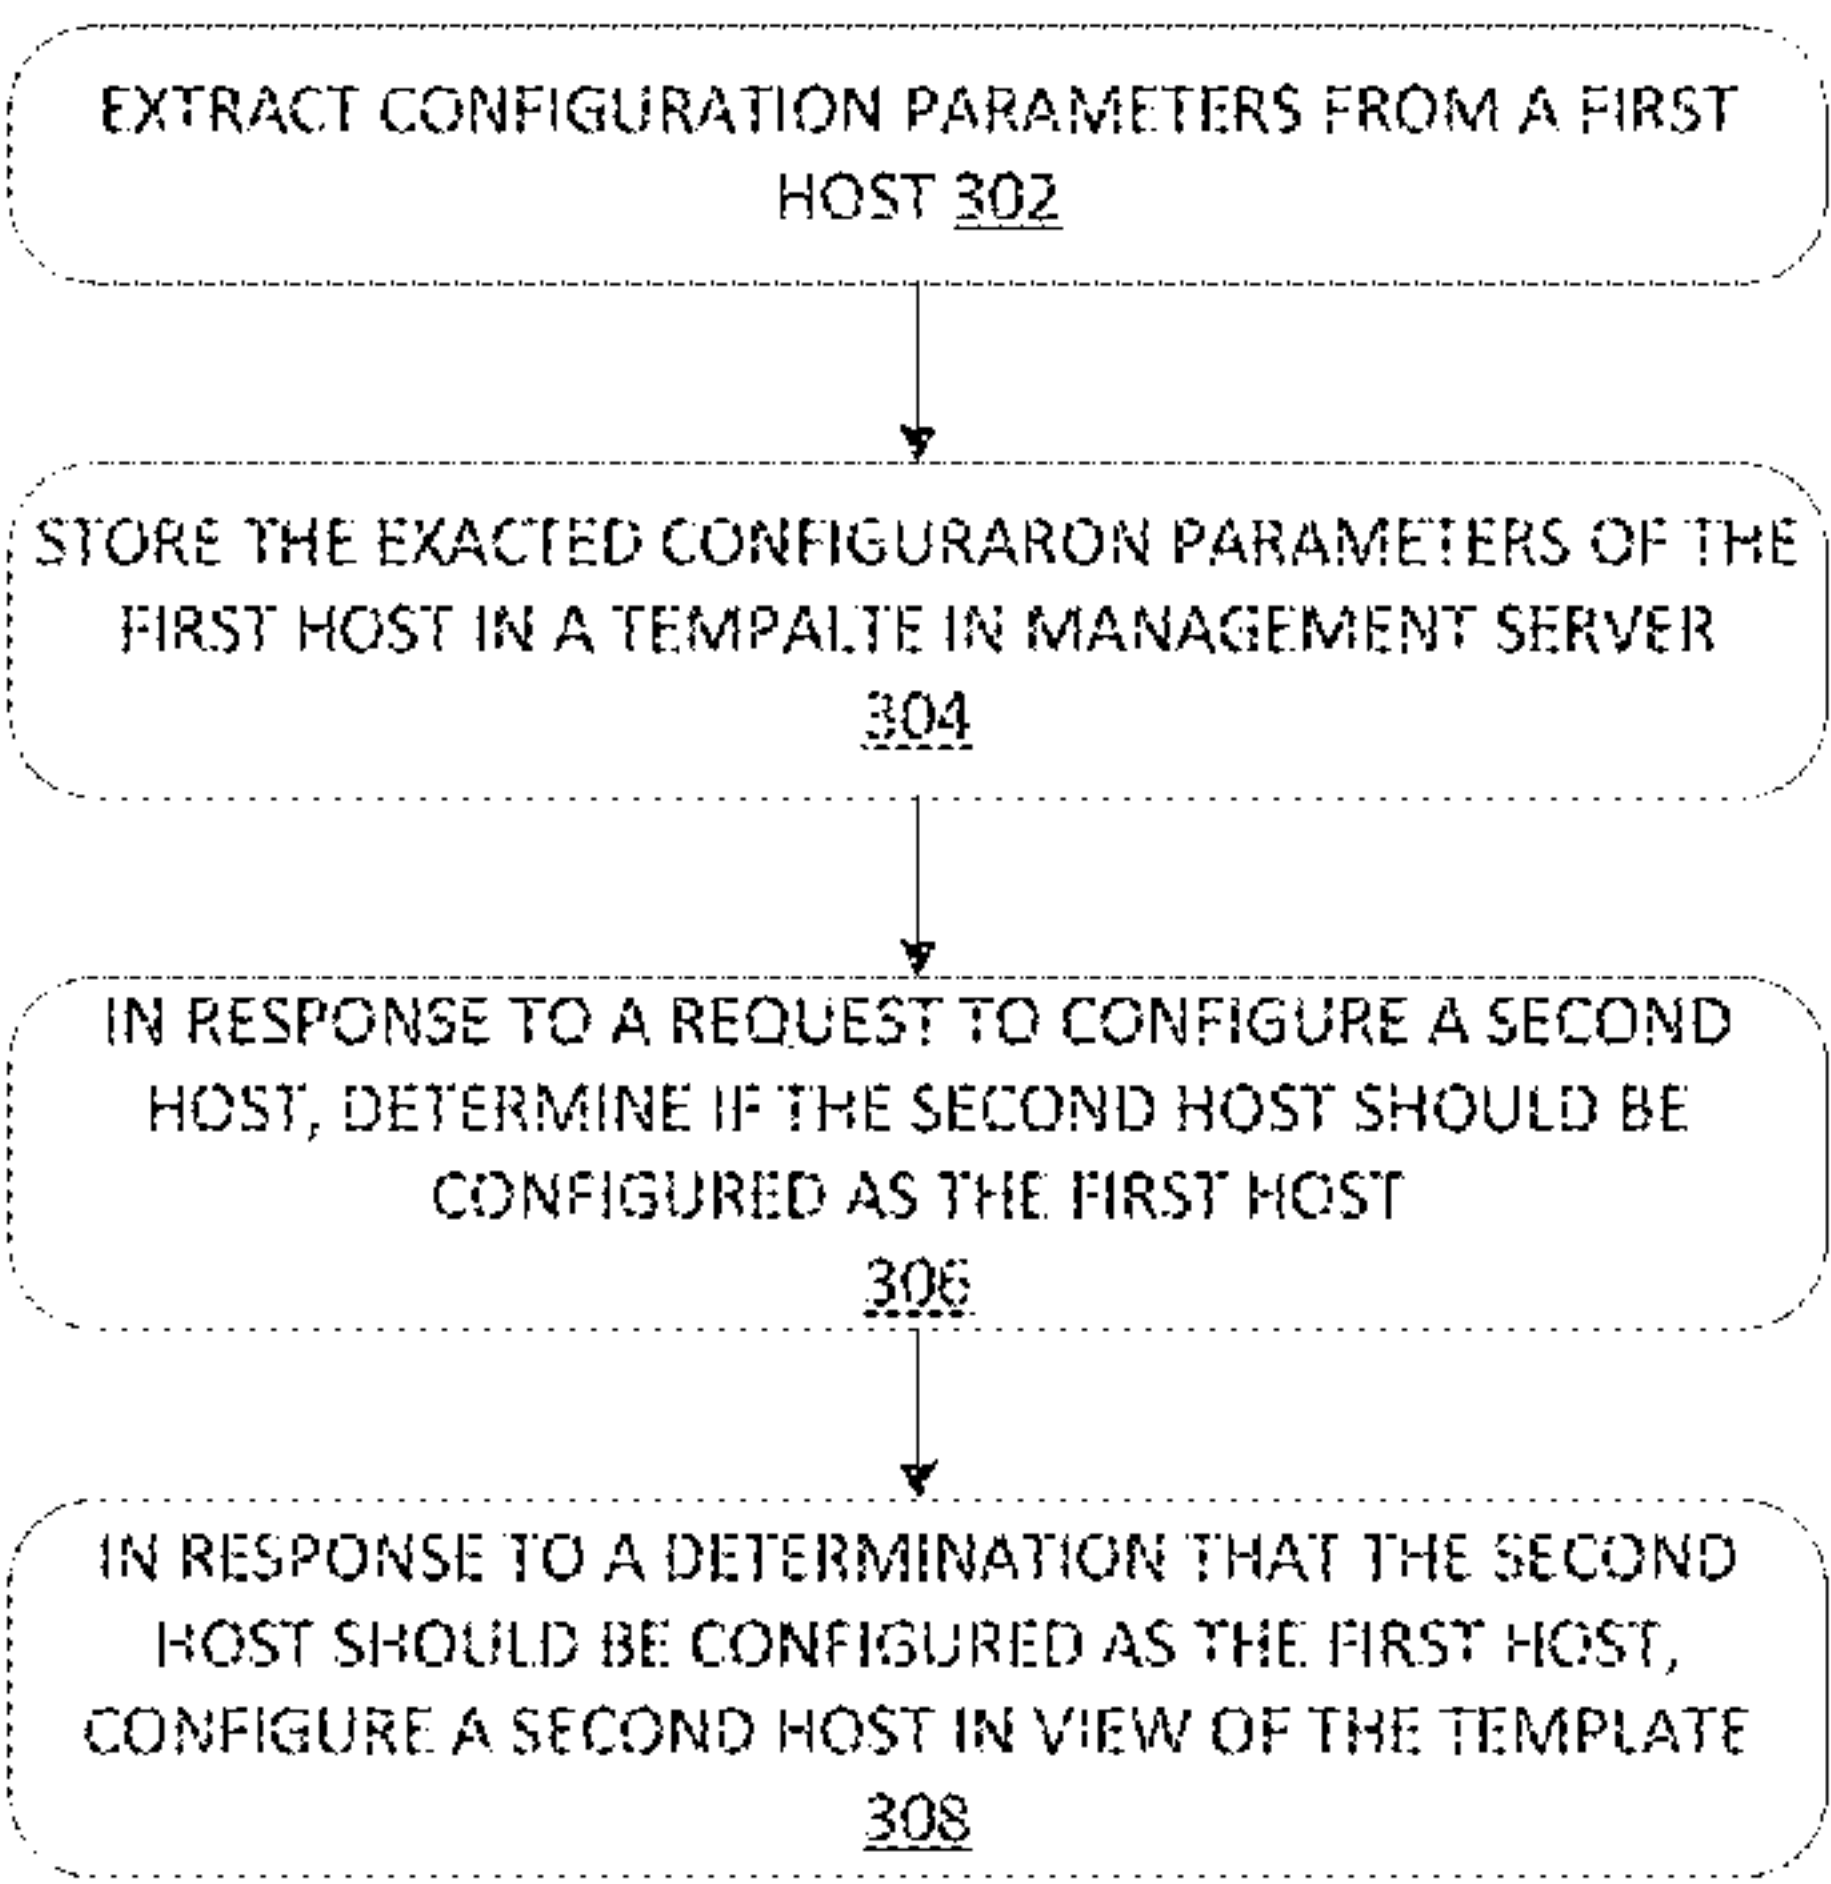 EXTRACT CONFIGURATION PARAMETERS FROM A FIRST
HOST 302
STORE THE EXACTED CONFIGURARON PARAMETERS OF THE
FIRST HOST IN A TEMPALTE IN MANAGEMENT SERVER
304
IN RESPONSE TO A REQUEST TO CONFIGURE A SECOND
HOST, DETERMINE IF THE SECOND HOST SHOULD BE
CONFIGURED AS THE FIRST HOST
306
IN RESPONSE TO A DETERMINATION THAT THE SECOND
HOST SHOULD BE CONFIGURED AS THE FIRST HOST,
CONFIGURE A SECOND HOST IN VIEW OF THE TEMPLATE
308